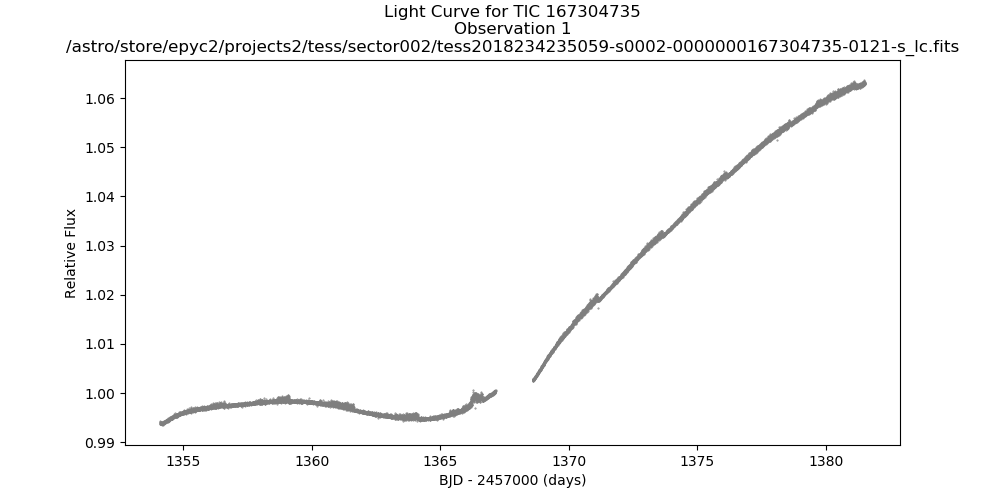 Light Curve for TIC 167304735
Observation 1
/astro/store/epyc2/projects2/tess/sector002/tess2018234235059-s0002-0000000167304735-0121-s_lc.fits
1.06
1.05
1.04
1.03
1.02
1.01
1.00
0.99
Relative Flux
1355
1360
1365
1370
1375
1380
BJD - 2457000 (days)